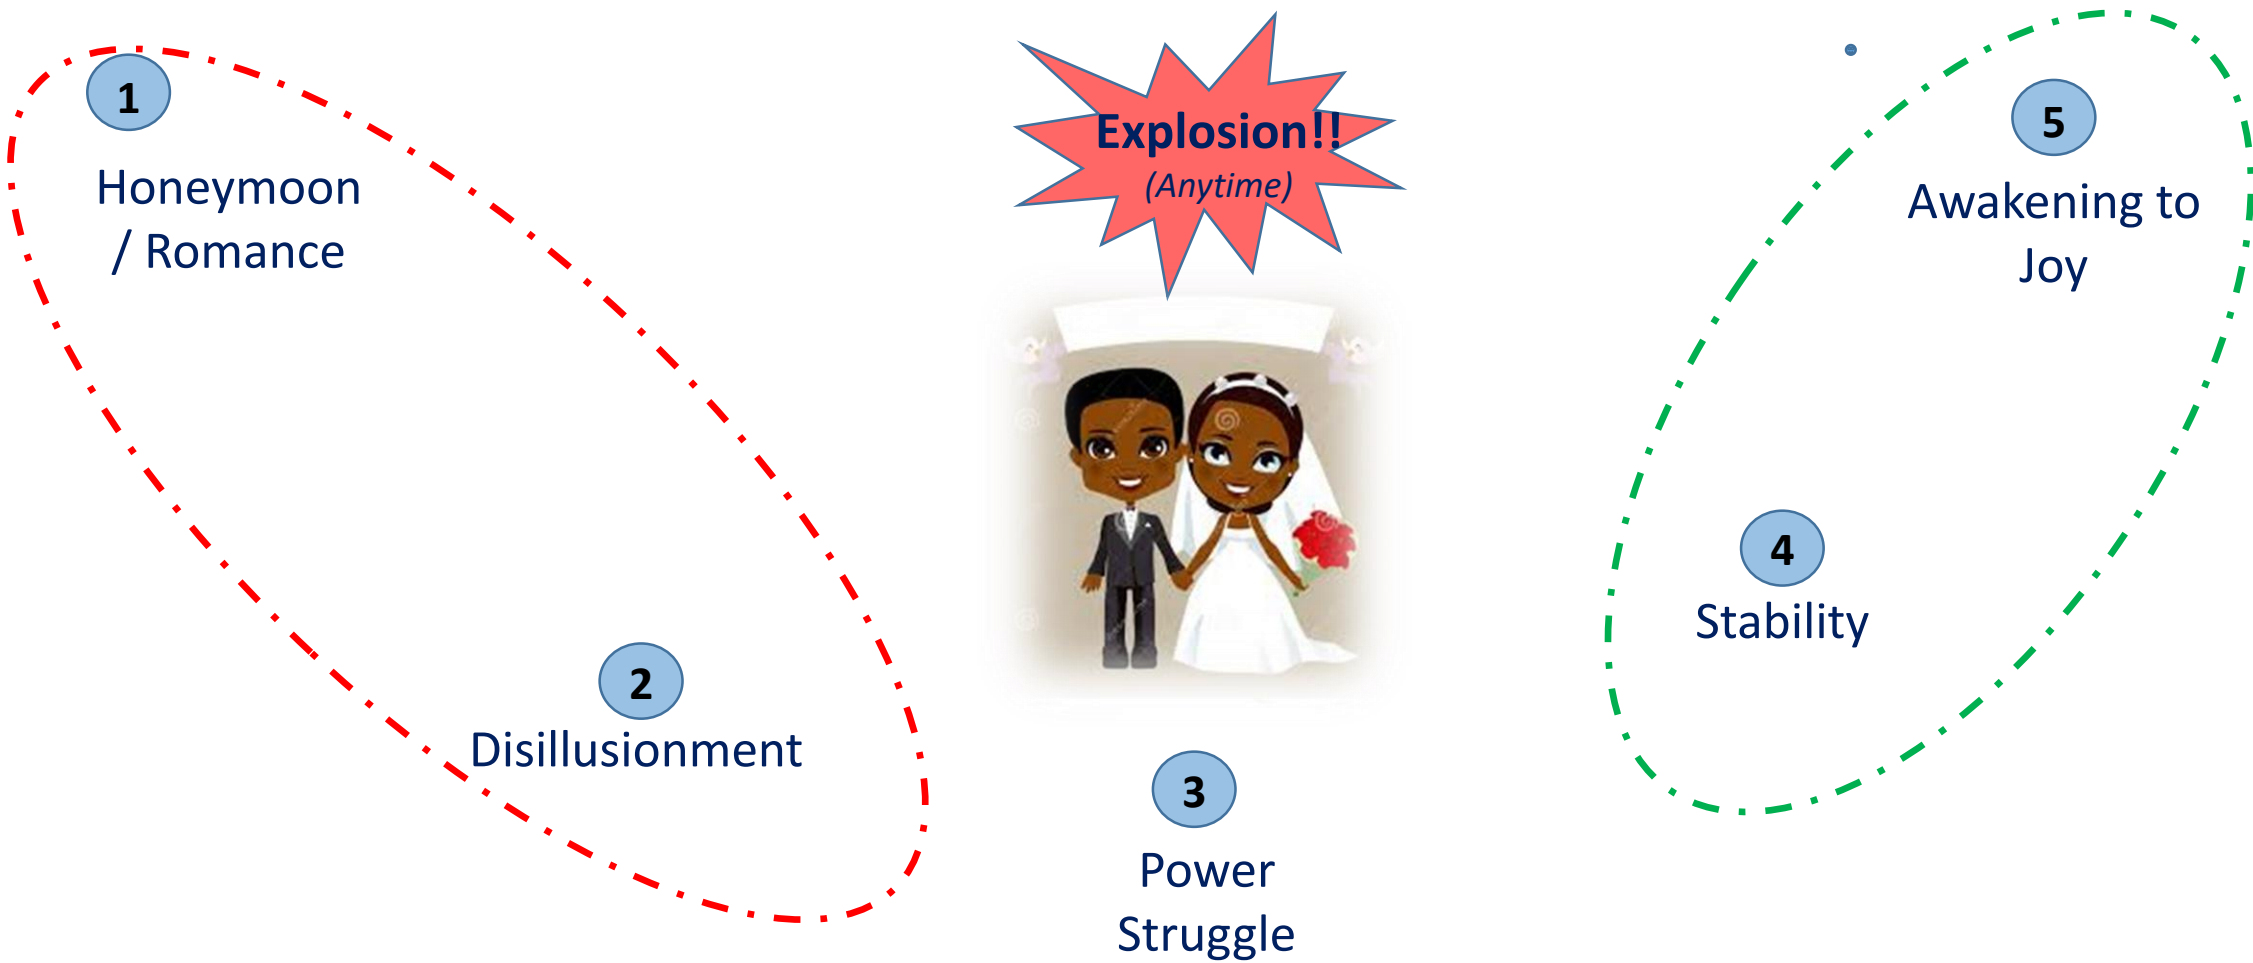 1
Honeymoon
/ Romance
2
Disillusionment
Explosion!!
(Anytime)
3
Power
Struggle
4
Stability
5
Awakening to
Joy